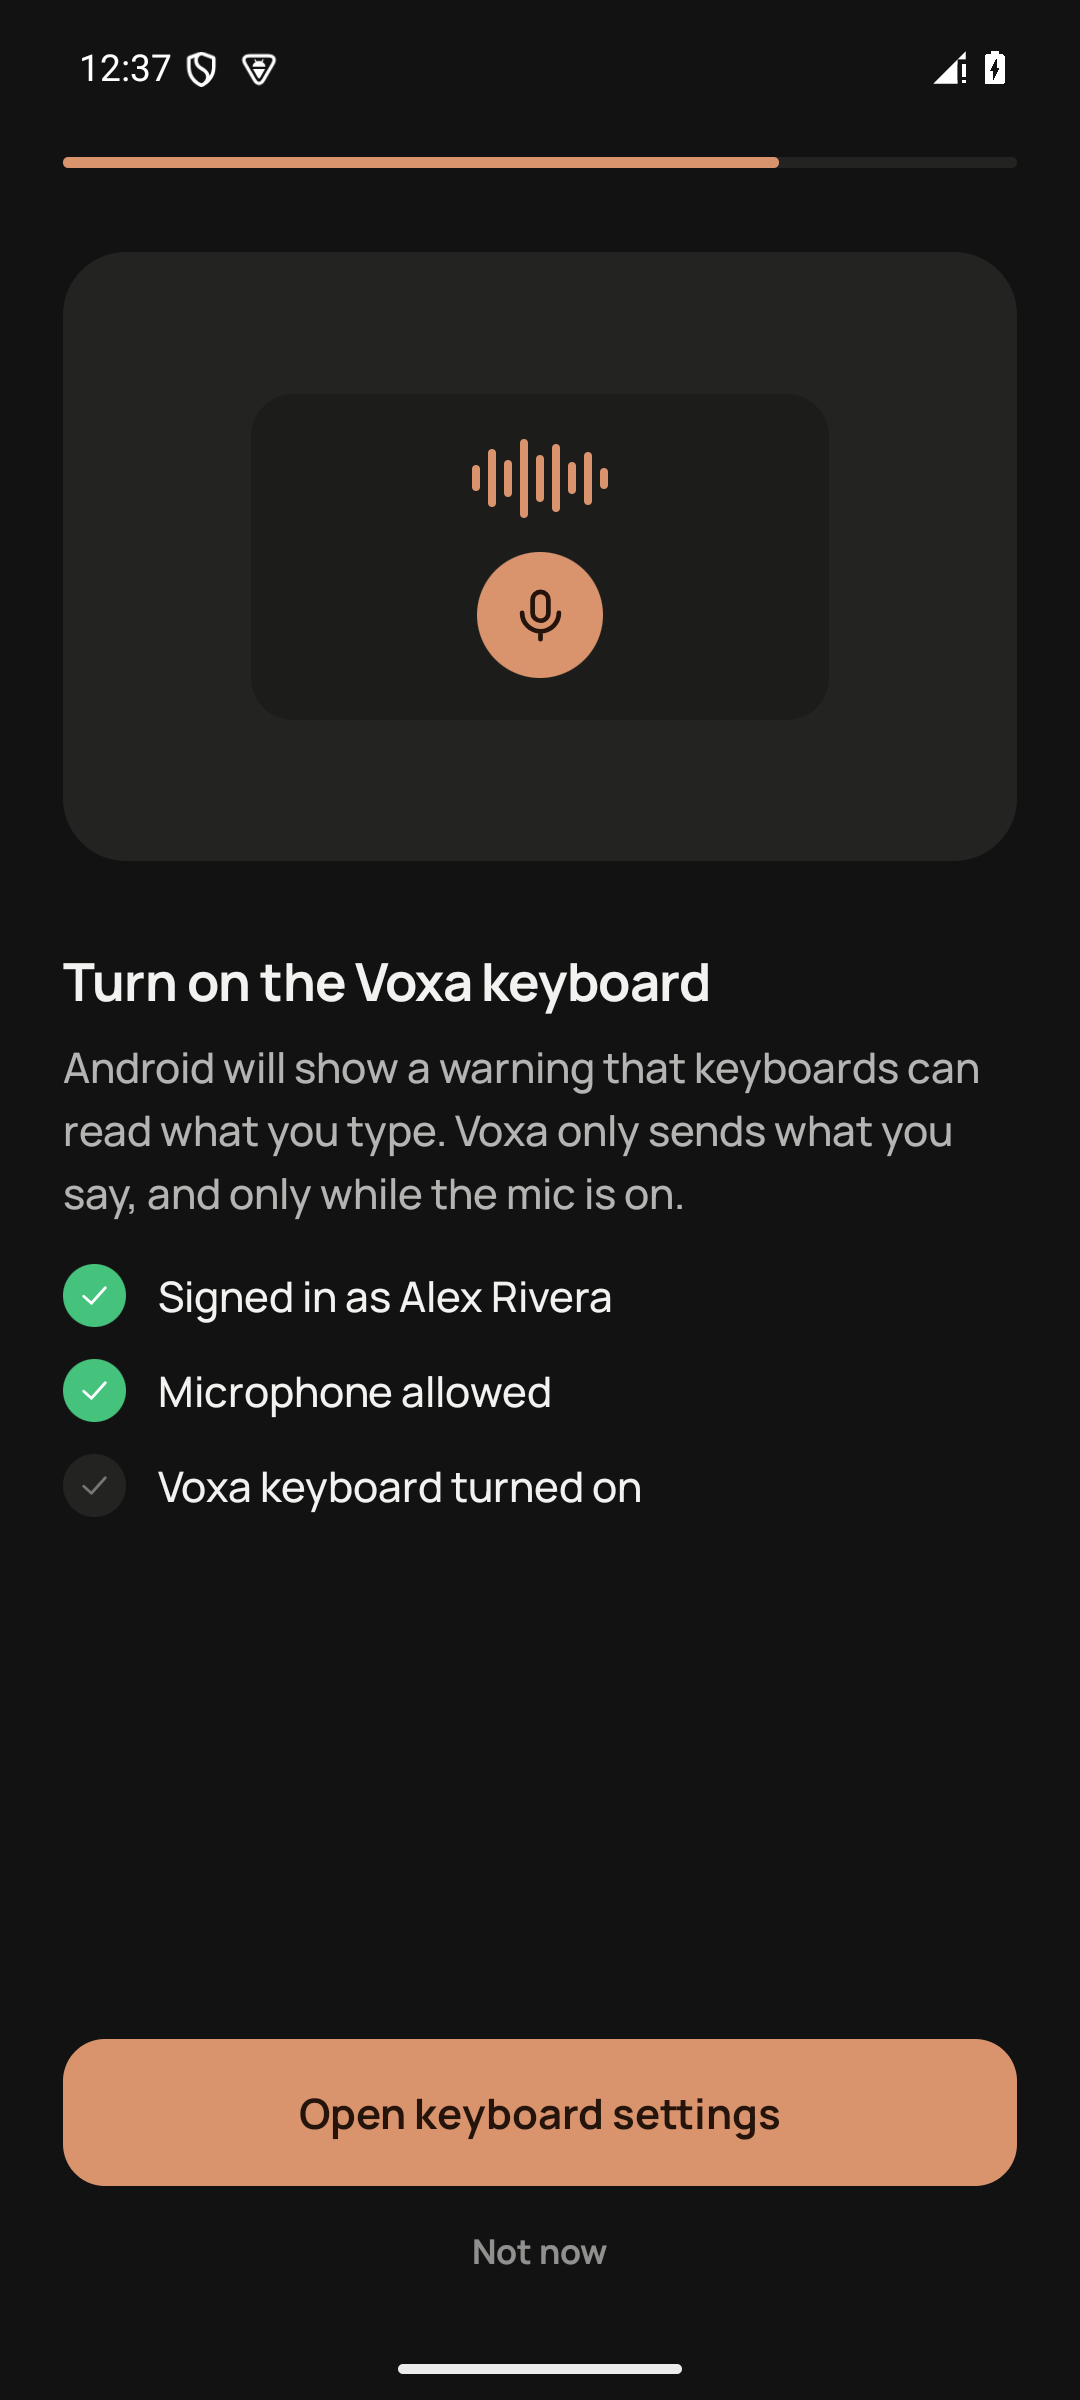 12:37
Turn on the Voxa keyboard
Android will show a warning that keyboards can
read what you type. Voxa only sends what you
say, and only while the mic is on.
Signed in as Alex Rivera
Microphone allowed
Voxa keyboard turned on
Open keyboard settings
Not now